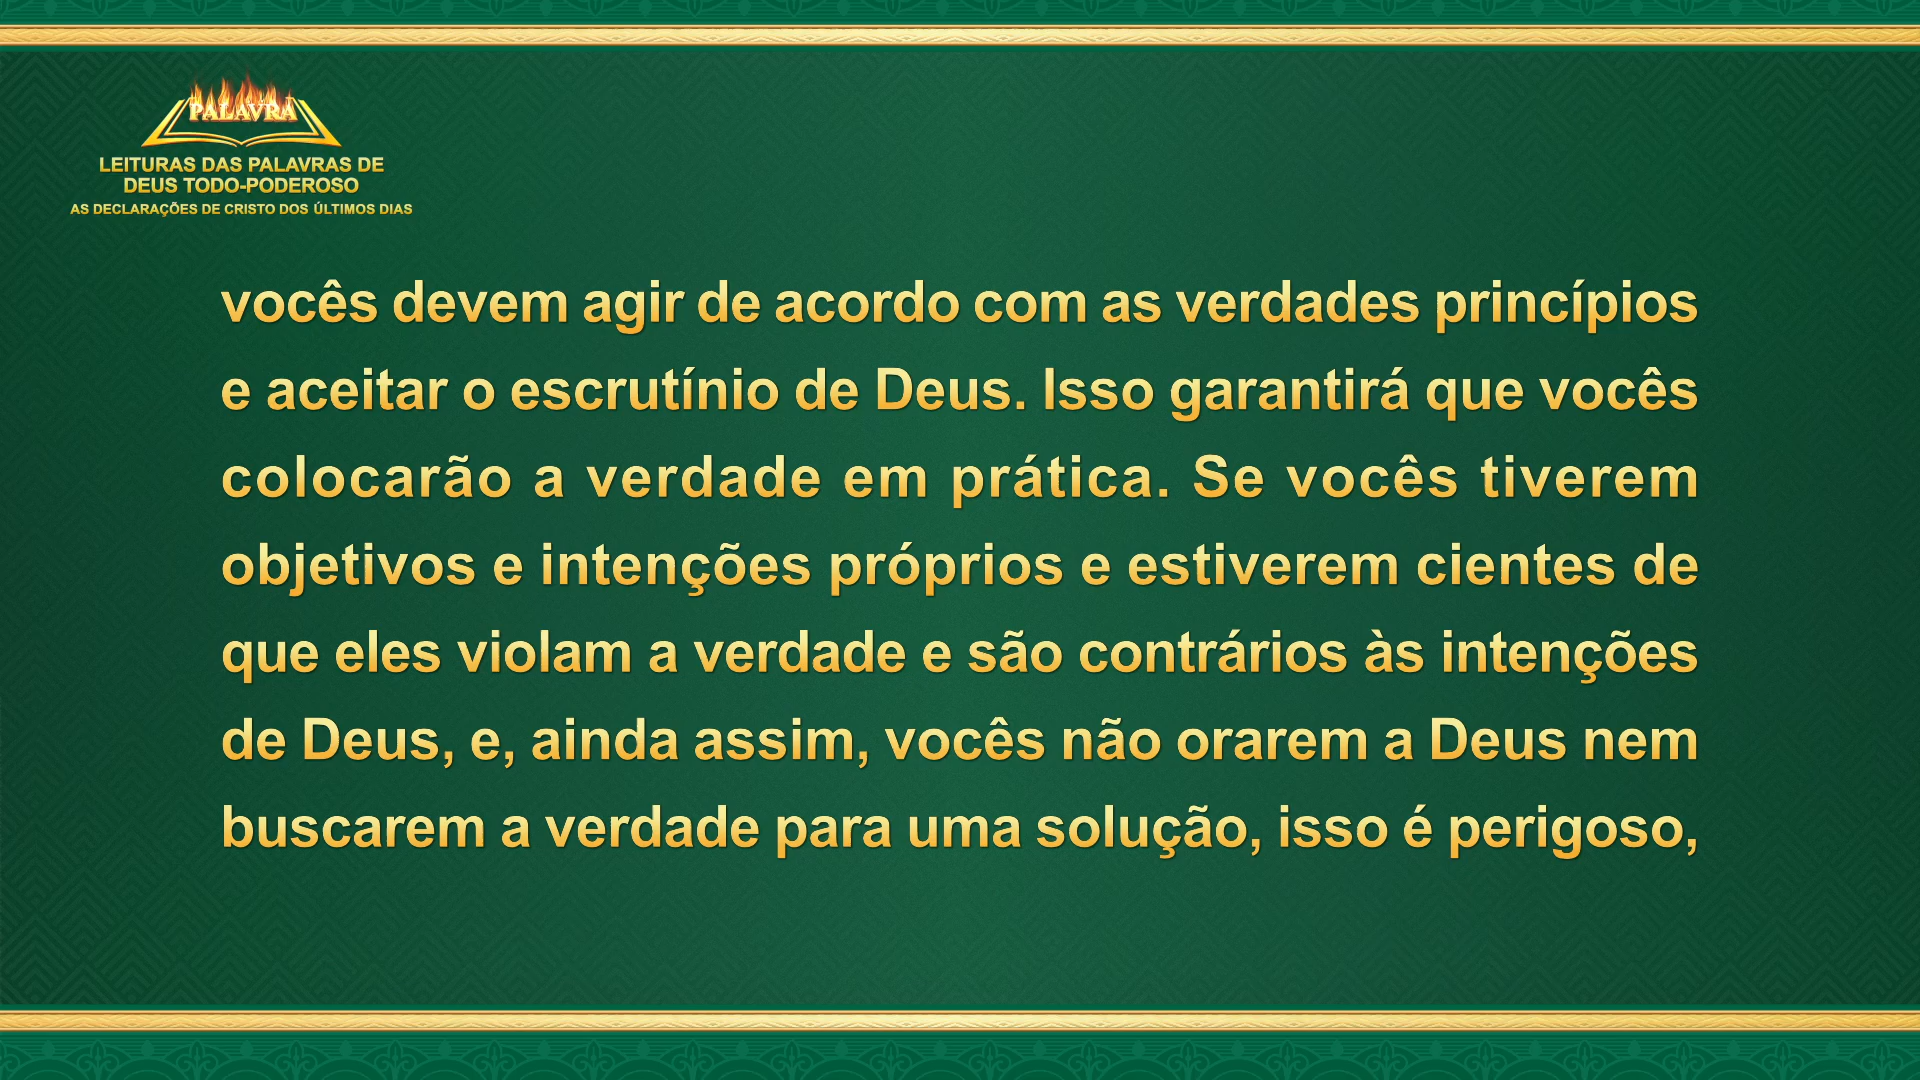 PALAVRA
LEITURAS DAS PALAVRAS DE
DEUS TODO-PODEROSO
AS DECLARAÇÕES DE CRISTO DOS ÚLTIMOS DIAS
vocês devem agir de acordo com as verdades princípios
e aceitar o escrutínio de Deus. Isso garantirá que vocês
colocarão a verdade em prática. Se vocês tiverem
objetivos e intenções próprios e estiverem cientes de
que eles violam a verdade e são contrários às intenções
de Deus, e, ainda assim, vocês não orarem a Deus nem
buscarem a verdade para uma solução, isso é perigoso,